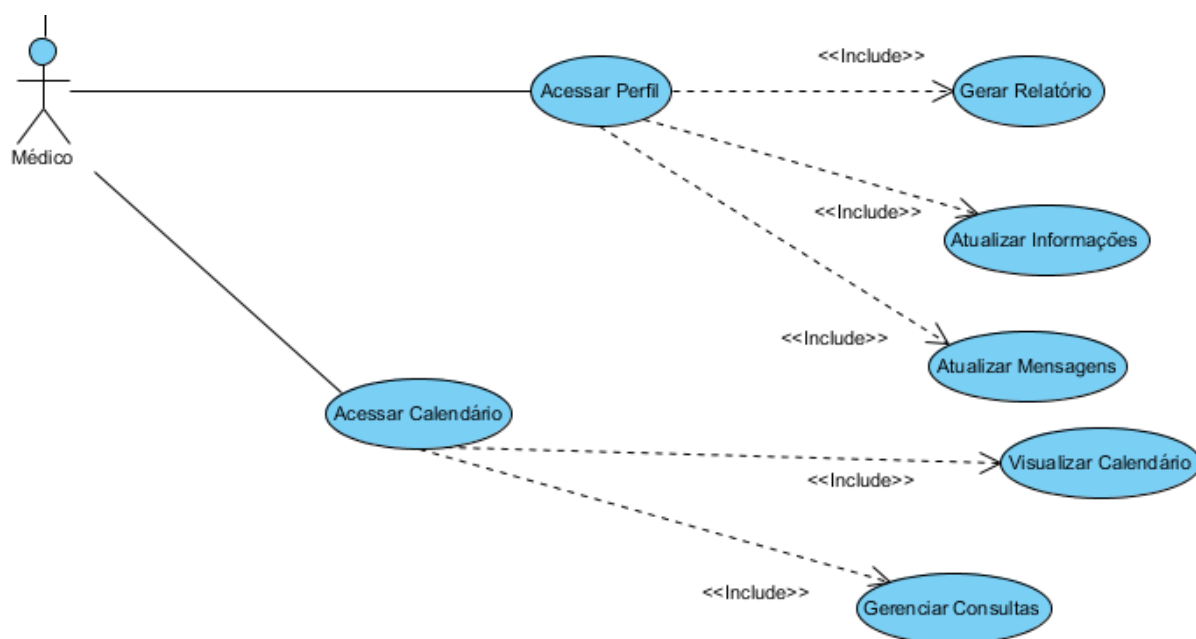 <<Include>>
Acessar Perfil
Gerar Relatório
Médico
<<Include>>
Atualizar Informações
<<Include>>
Atualizar Mensagens
Acessar Calendário
Visualizar Calendário
<<Include>>
<<Include>>
Gerenciar Consultas